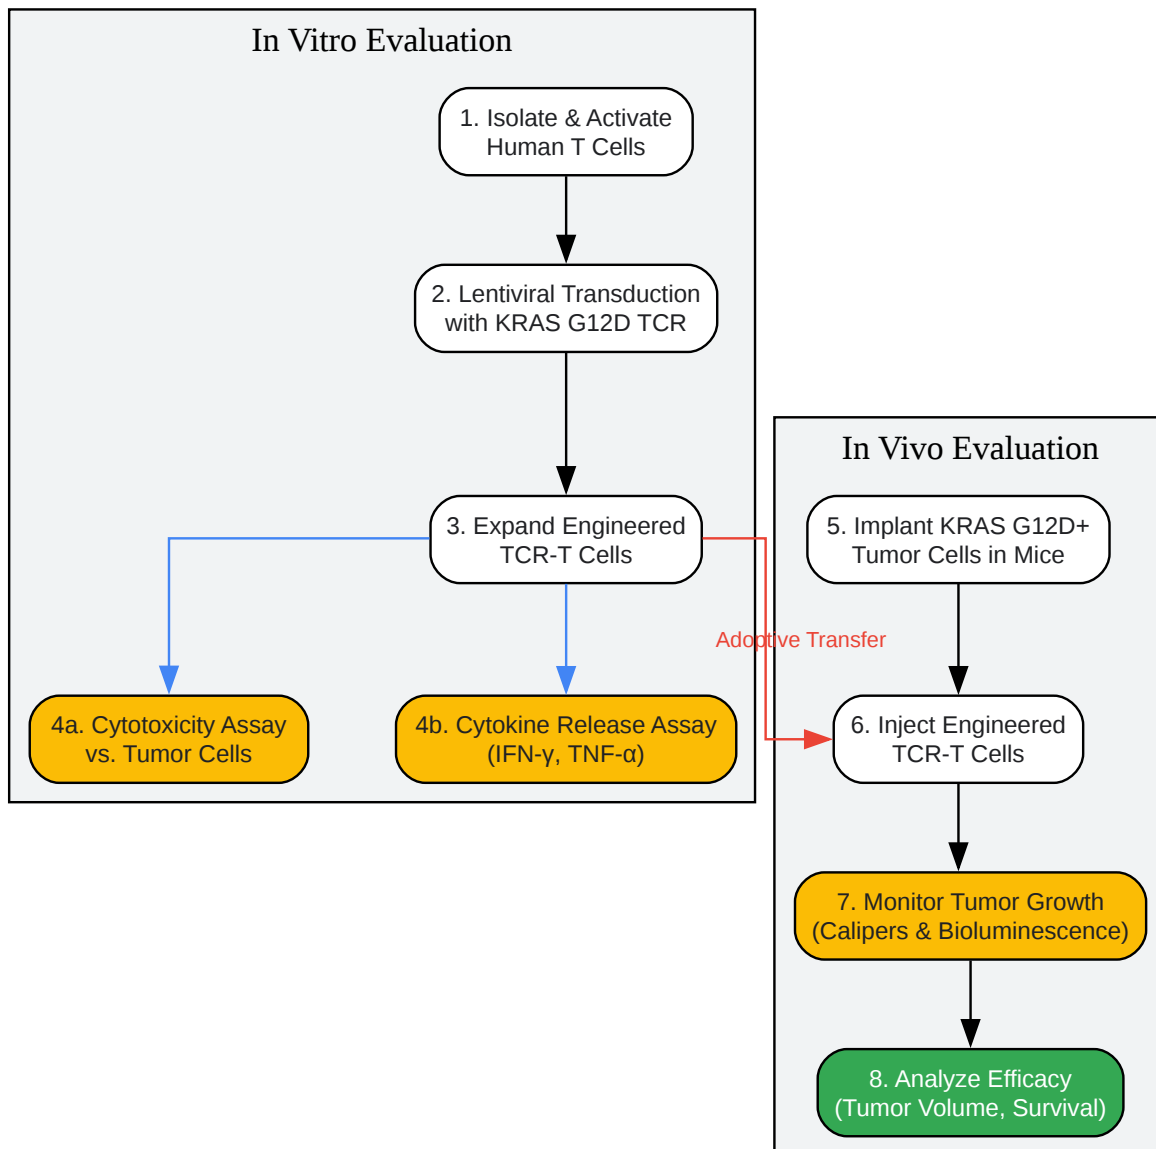 In Vitro Evaluation
1. Isolate & Activate
Human T Cells
2. Lentiviral Transduction
with KRAS G12D TCR
3. Expand Engineered
TCR-T Cells
4a. Cytotoxicity Assay
vs. Tumor Cells
4b. Cytokine Release Assay
(IFN-γ, TNF-α)
Adoptive Transfer
In Vivo Evaluation
5. Implant KRAS G12D+
Tumor Cells in Mice
6. Inject Engineered
TCR-T Cells
7. Monitor Tumor Growth
(Calipers & Bioluminescence)
8. Analyze Efficacy
(Tumor Volume, Survival)